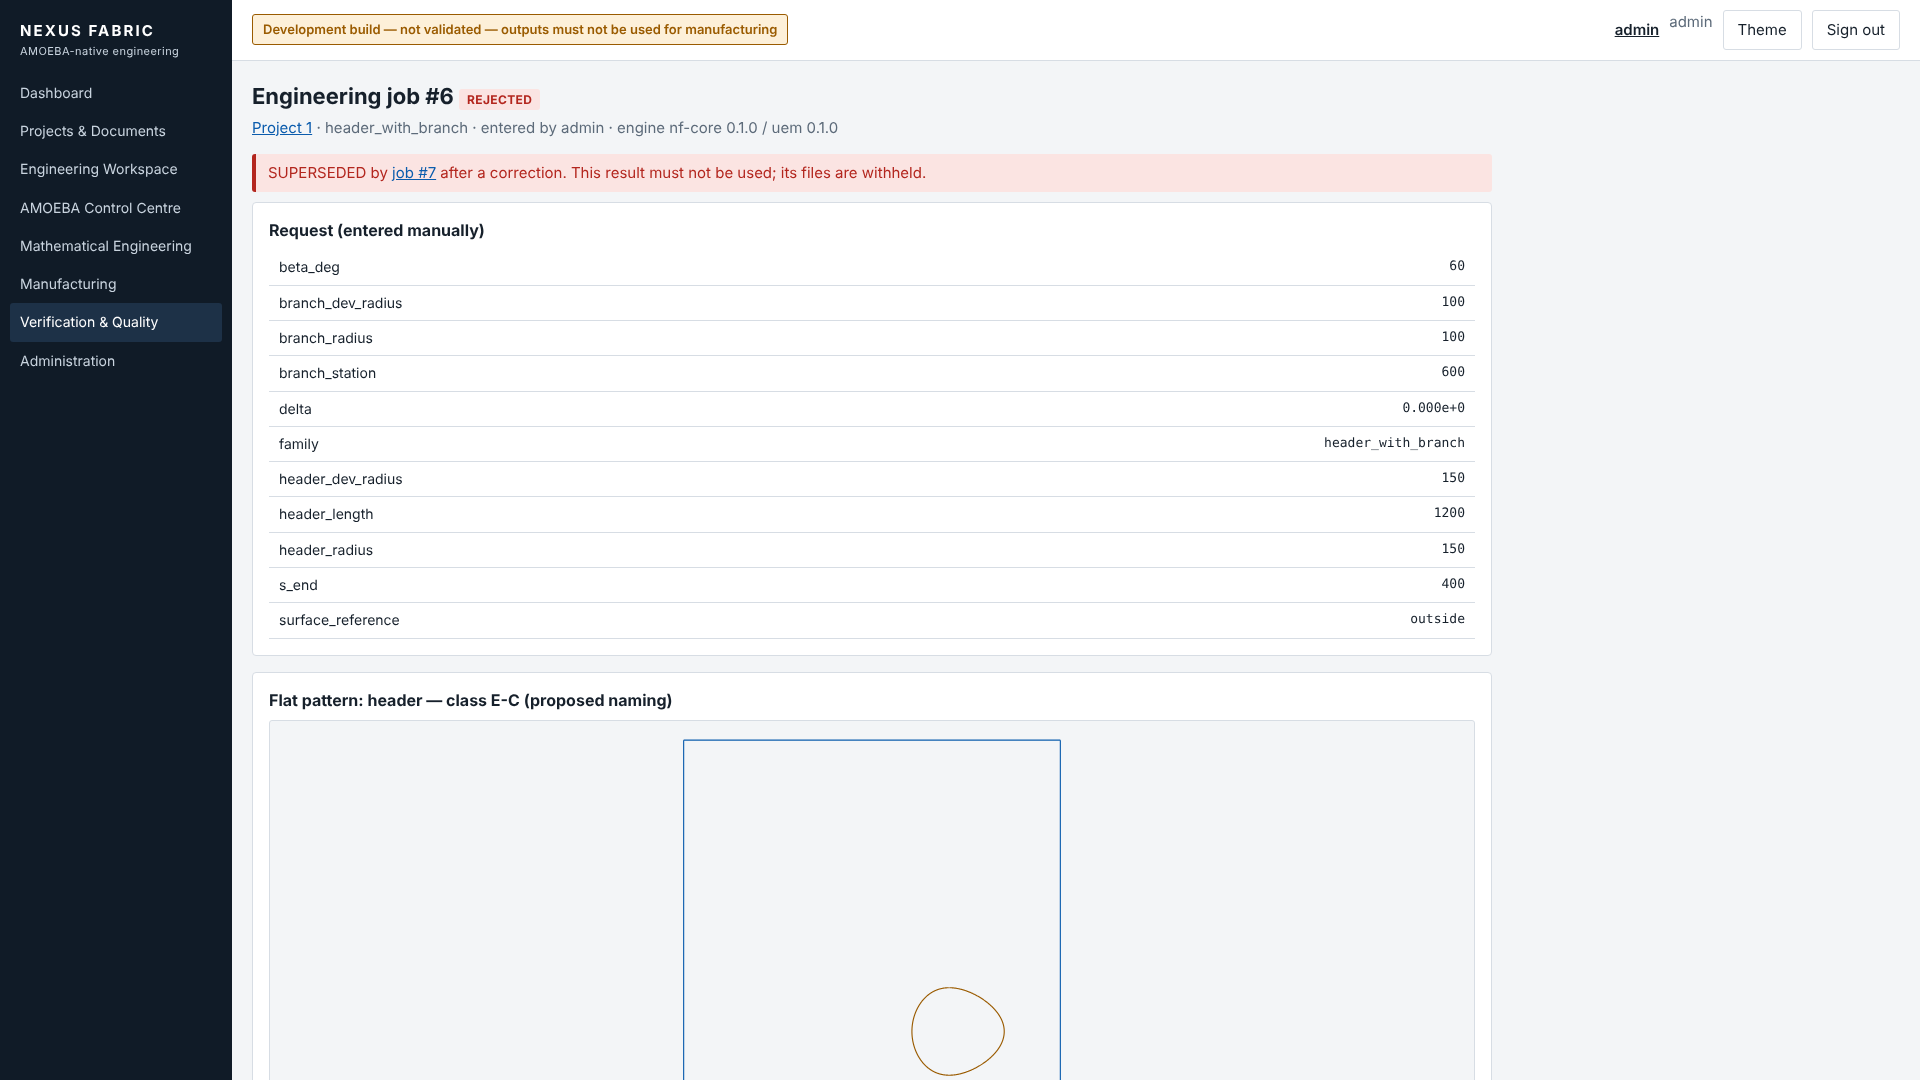 NEXUS FABRIC
AMOEBA-native engineering
Dashboard
Projects & Documents
Engineering Workspace
AMOEBA Control Centre
Mathematical Engineering
Manufacturing
Verification & Quality
Administration
Development build — not validated — outputs must not be used for manufacturing
admin admin Theme Sign out
Engineering job #6 REJECTED
Project 1 · header_with_branch · entered by admin · engine nf-core 0.1.0 / uem 0.1.0
SUPERSEDED by job #7 after a correction. This result must not be used; its files are withheld.
Request (entered manually)
beta_deg 60
branch_dev_radius 100
branch_radius 100
branch_station 600
delta 0.000e+0
family header_with_branch
header_dev_radius 150
header_length 1200
header_radius 150
s_end 400
surface_reference outside
Flat pattern: header — class E-C (proposed naming)